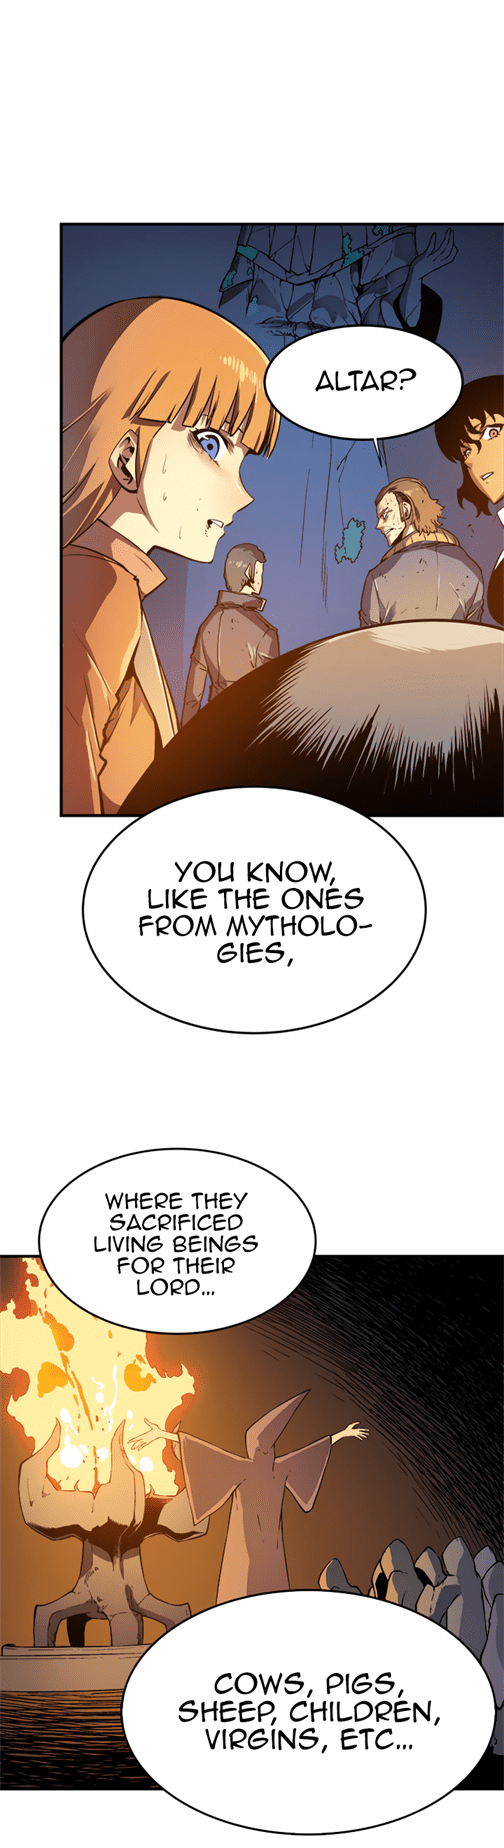 ALTAR?
YOU KNOW,
LIKE THE ONES
FROM MYTHOLO-
GIES,
WHERE THEY
SACRIFICED
LIVING BEINGS
FOR THEIR
LORD...
COWS, PIGS,
SHEEP, CHILDREN,
VIRGINS, ETC...